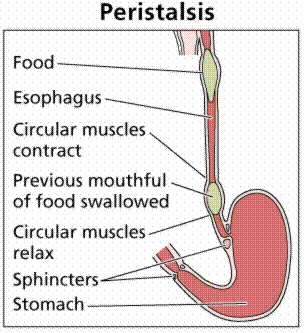 Peristalsis
Food
Esophagus
Circular muscles
contract
Previous mouthful
of food swallowed
Circular muscles
relax
Sphincters
Stomach